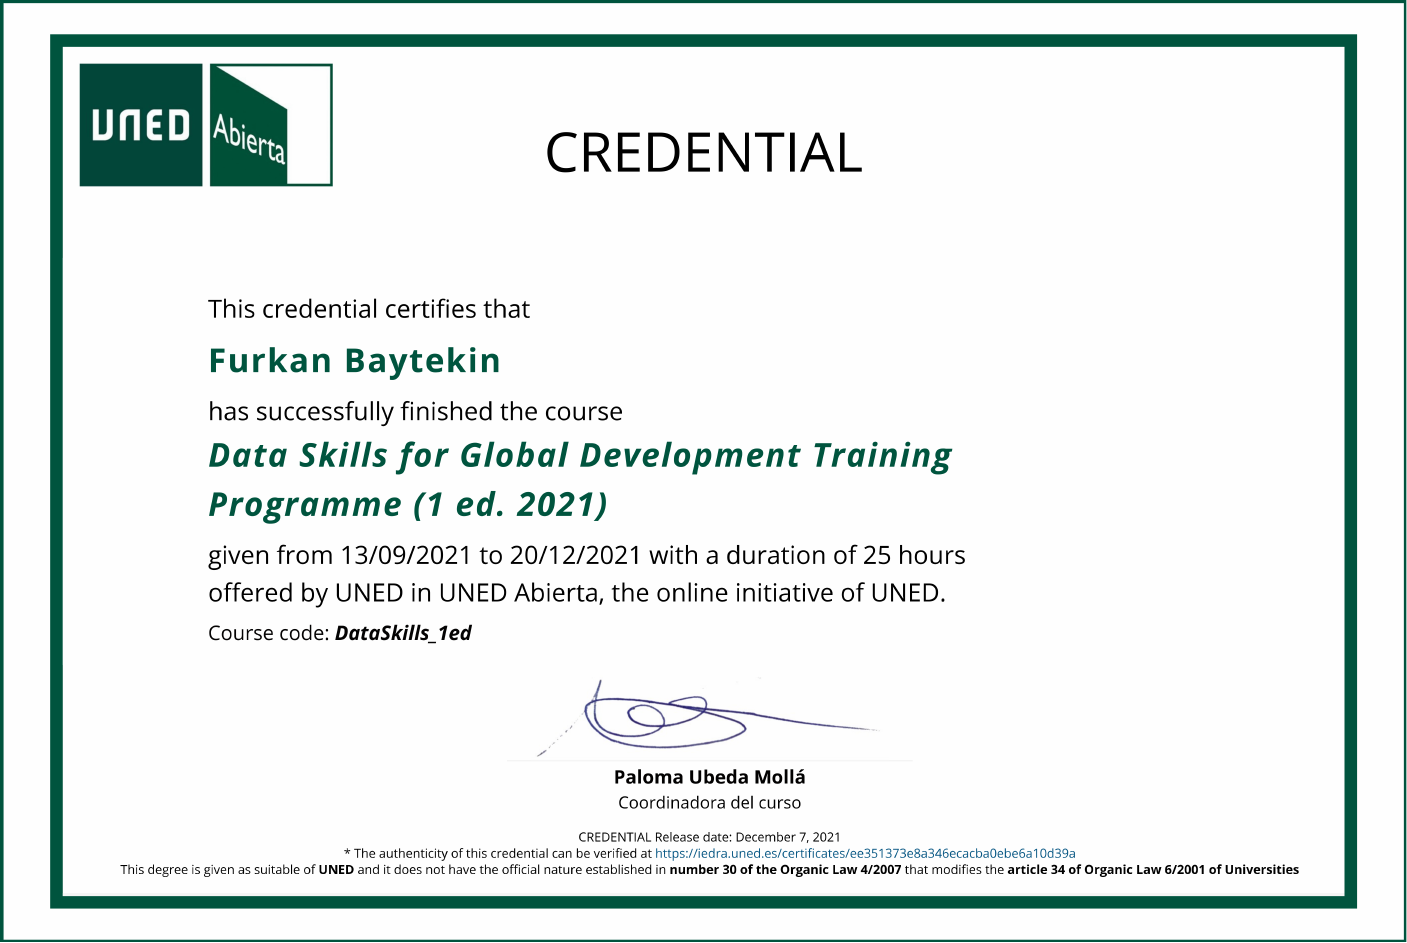 UNED Abierta
CREDENTIAL
This credential certifies that
Furkan Baytekin
has successfully finished the course
Data Skills for Global Development Training
Programme (1 ed. 2021)
given from 13/09/2021 to 20/12/2021 with a duration of 25 hours
offered by UNED in UNED Abierta, the online initiative of UNED.
Course code: DataSkills_1ed
Paloma Ubeda Mollá
Coordinadora del curso
CREDENTIAL Release date: December 7, 2021
* The authenticity of this credential can be verified at https://iedra.uned.es/certificates/ee351373e8a346ecacba0ebe6a10d39a
This degree is given as suitable of UNED and it does not have the official nature established in number 30 of the Organic Law 4/2007 that modifies the article 34 of Organic Law 6/2001 of Universities